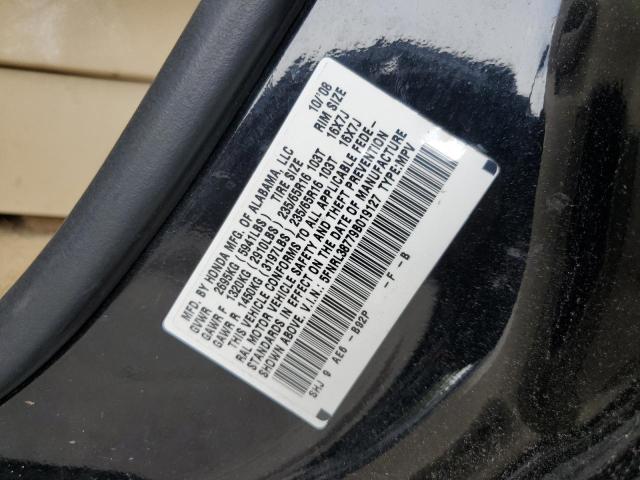 MFD. BY HONDA MFG. OF ALABAMA, LLC 10/'08
GVWR 2695KG (5941LBS) TIRE SIZE RIM SIZE
GAWR F 1320KG (2910LBS) 235/65R16 103T 16X7J
GAWR R 1450KG (3197LBS) 235/65R16 103T 16X7J
THIS VEHICLE CONFORMS TO ALL APPLICABLE FEDE-
RAL MOTOR VEHICLE SAFETY AND THEFT PREVENTION
STANDARDS IN EFFECT ON THE DATE OF MANUFACTURE
SHOWN ABOVE. V.I.N.: 5FNRL38779B019127 TYPE:MPV
SHJ 9 AE6 -B92P -F -B